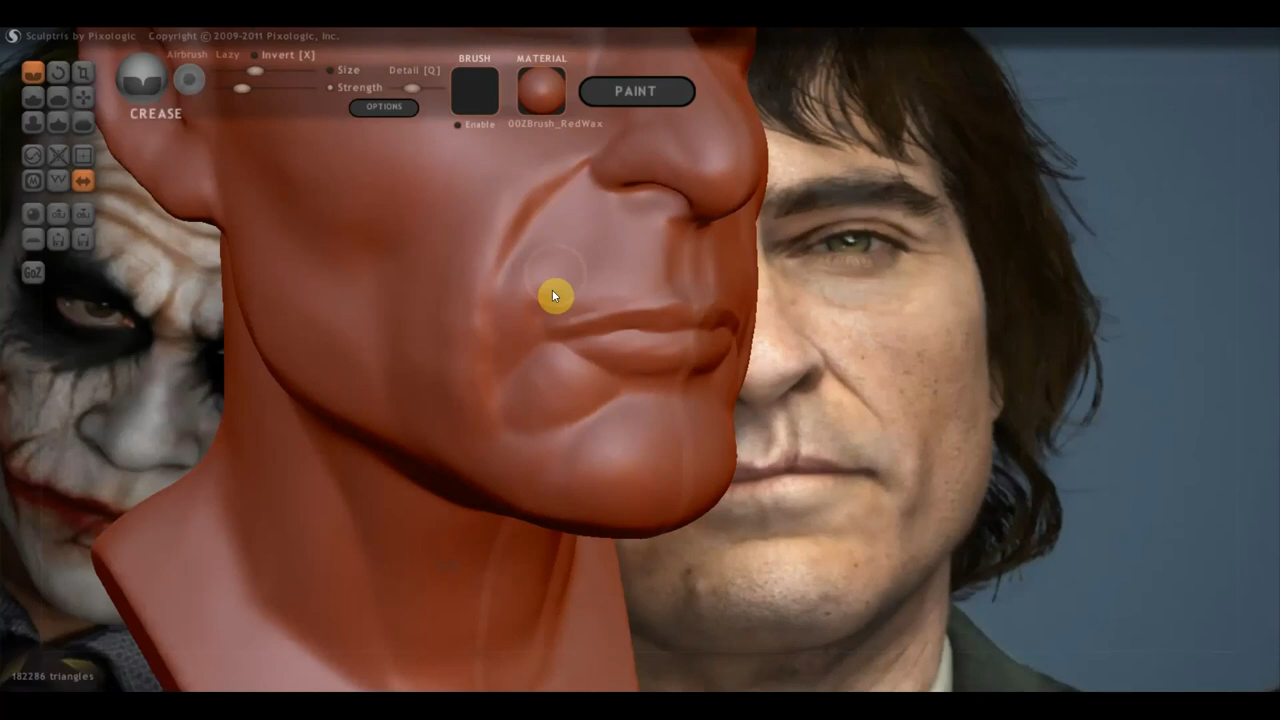 Sculptris by Pixologic Copyright © 2009-2011 Pixologic, Inc.
Airbrush Lazy Invert [X]
BRUSH MATERIAL
Size Detail [Q]
Strength
PAINT
OPTIONS
CREASE
Enable 00ZBrush_RedWax
GoZ
182286 triangles